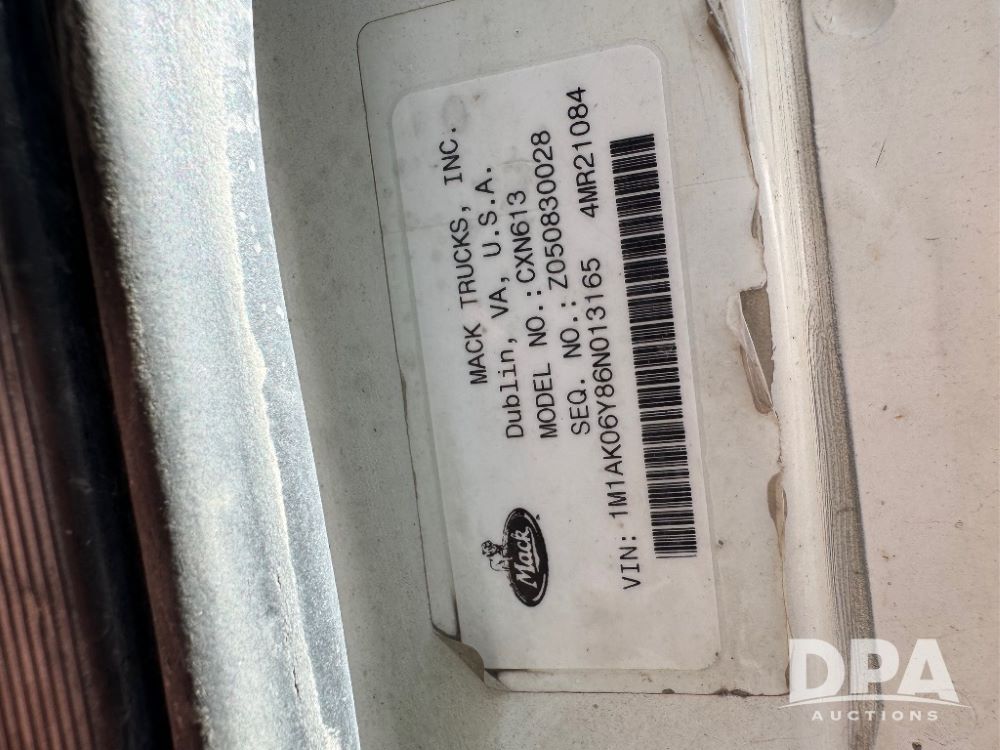 MACK TRUCKS, INC.
Dublin, VA, U.S.A.
MODEL NO.: CXN613
SEQ. NO.: Z050830028
4MR21084
Mack
VIN: 1M1AK06Y86N013165
DPA
AUCTIONS